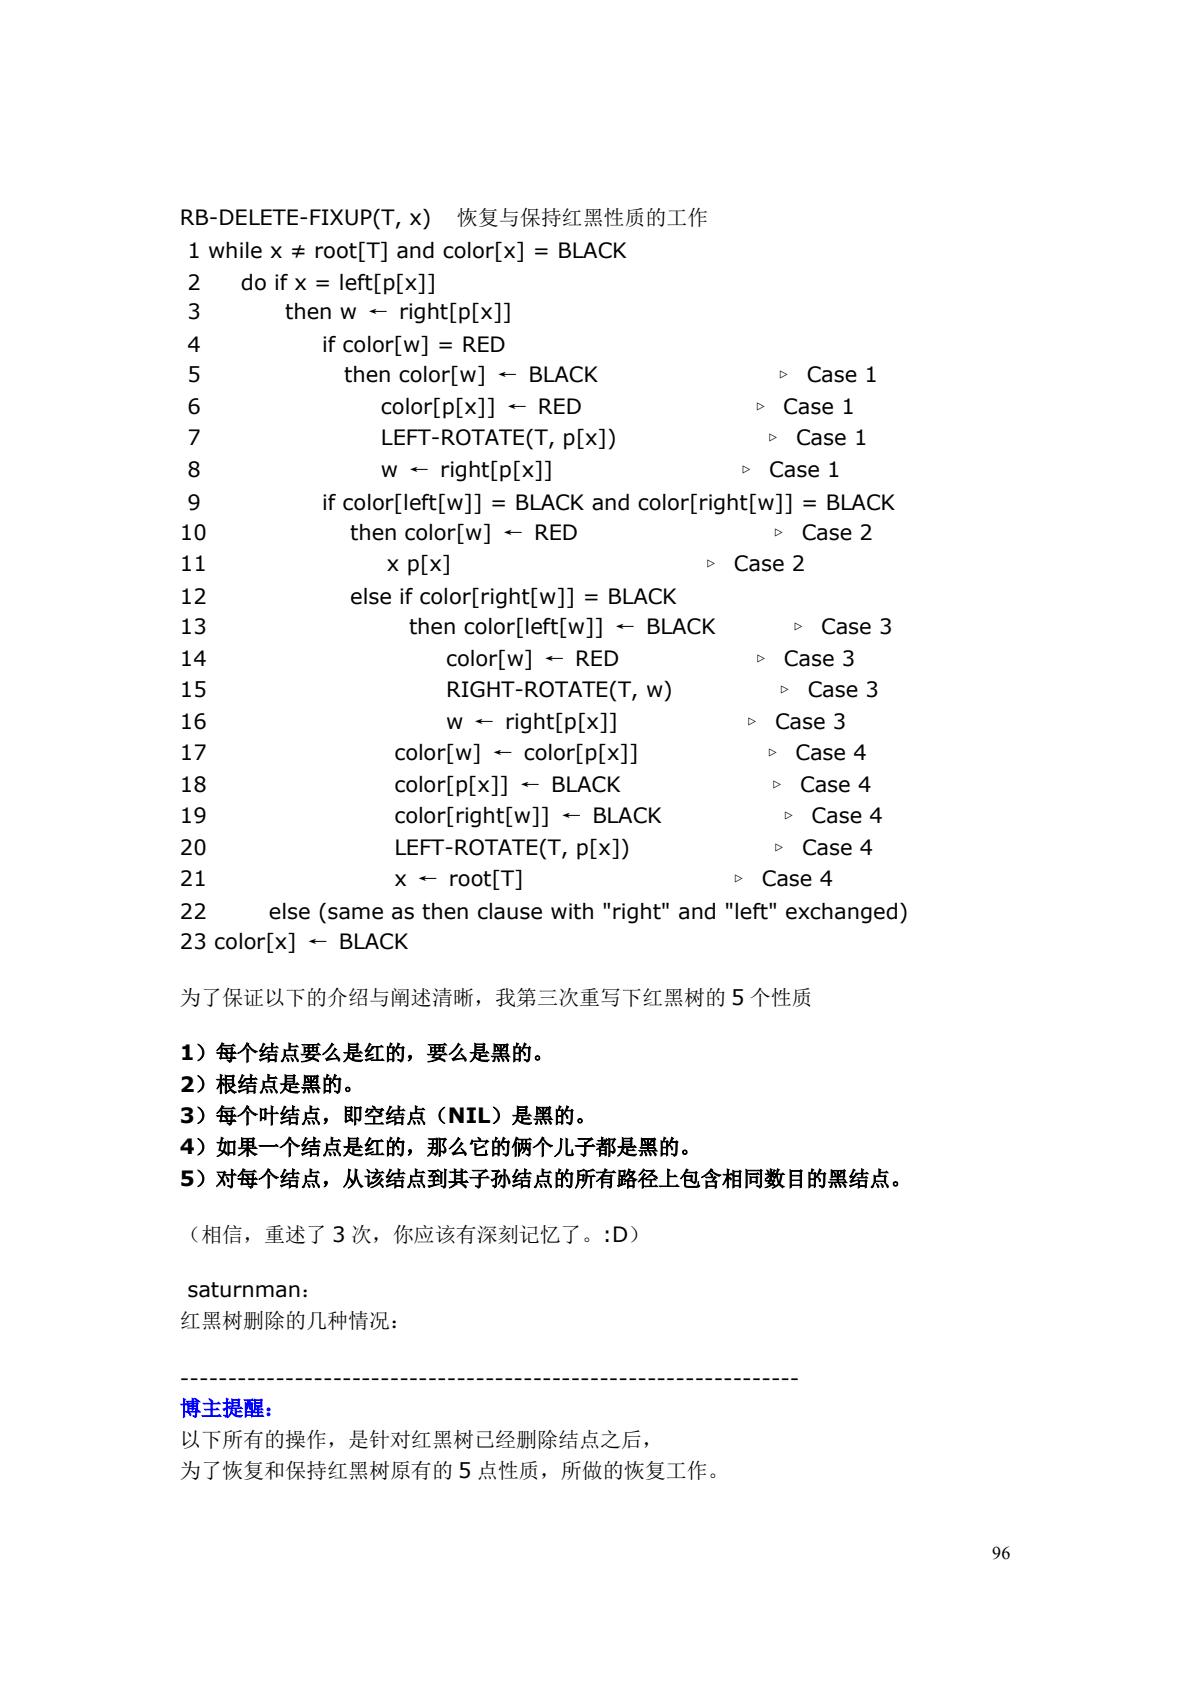 RB-DELETE-FIXUP(T, x) 恢复与保持红黑性质的工作
1 while x ≠ root[T] and color[x] = BLACK
2 do if x = left[p[x]]
3 then w ← right[p[x]]
4 if color[w] = RED
5 then color[w] ← BLACK ▹ Case 1
6 color[p[x]] ← RED ▹ Case 1
7 LEFT-ROTATE(T, p[x]) ▹ Case 1
8 w ← right[p[x]] ▹ Case 1
9 if color[left[w]] = BLACK and color[right[w]] = BLACK
10 then color[w] ← RED ▹ Case 2
11 x p[x] ▹ Case 2
12 else if color[right[w]] = BLACK
13 then color[left[w]] ← BLACK ▹ Case 3
14 color[w] ← RED ▹ Case 3
15 RIGHT-ROTATE(T, w) ▹ Case 3
16 w ← right[p[x]] ▹ Case 3
17 color[w] ← color[p[x]] ▹ Case 4
18 color[p[x]] ← BLACK ▹ Case 4
19 color[right[w]] ← BLACK ▹ Case 4
20 LEFT-ROTATE(T, p[x]) ▹ Case 4
21 x ← root[T] ▹ Case 4
22 else (same as then clause with "right" and "left" exchanged)
23 color[x] ← BLACK
为了保证以下的介绍与阐述清晰，我第三次重写下红黑树的 5 个性质
1）每个结点要么是红的，要么是黑的。
2）根结点是黑的。
3）每个叶结点，即空结点（NIL）是黑的。
4）如果一个结点是红的，那么它的俩个儿子都是黑的。
5）对每个结点，从该结点到其子孙结点的所有路径上包含相同数目的黑结点。
（相信，重述了 3 次，你应该有深刻记忆了。:D）
saturnman：
红黑树删除的几种情况：
-----------------------------------------------------------------
博主提醒：
以下所有的操作，是针对红黑树已经删除结点之后，
为了恢复和保持红黑树原有的 5 点性质，所做的恢复工作。
96